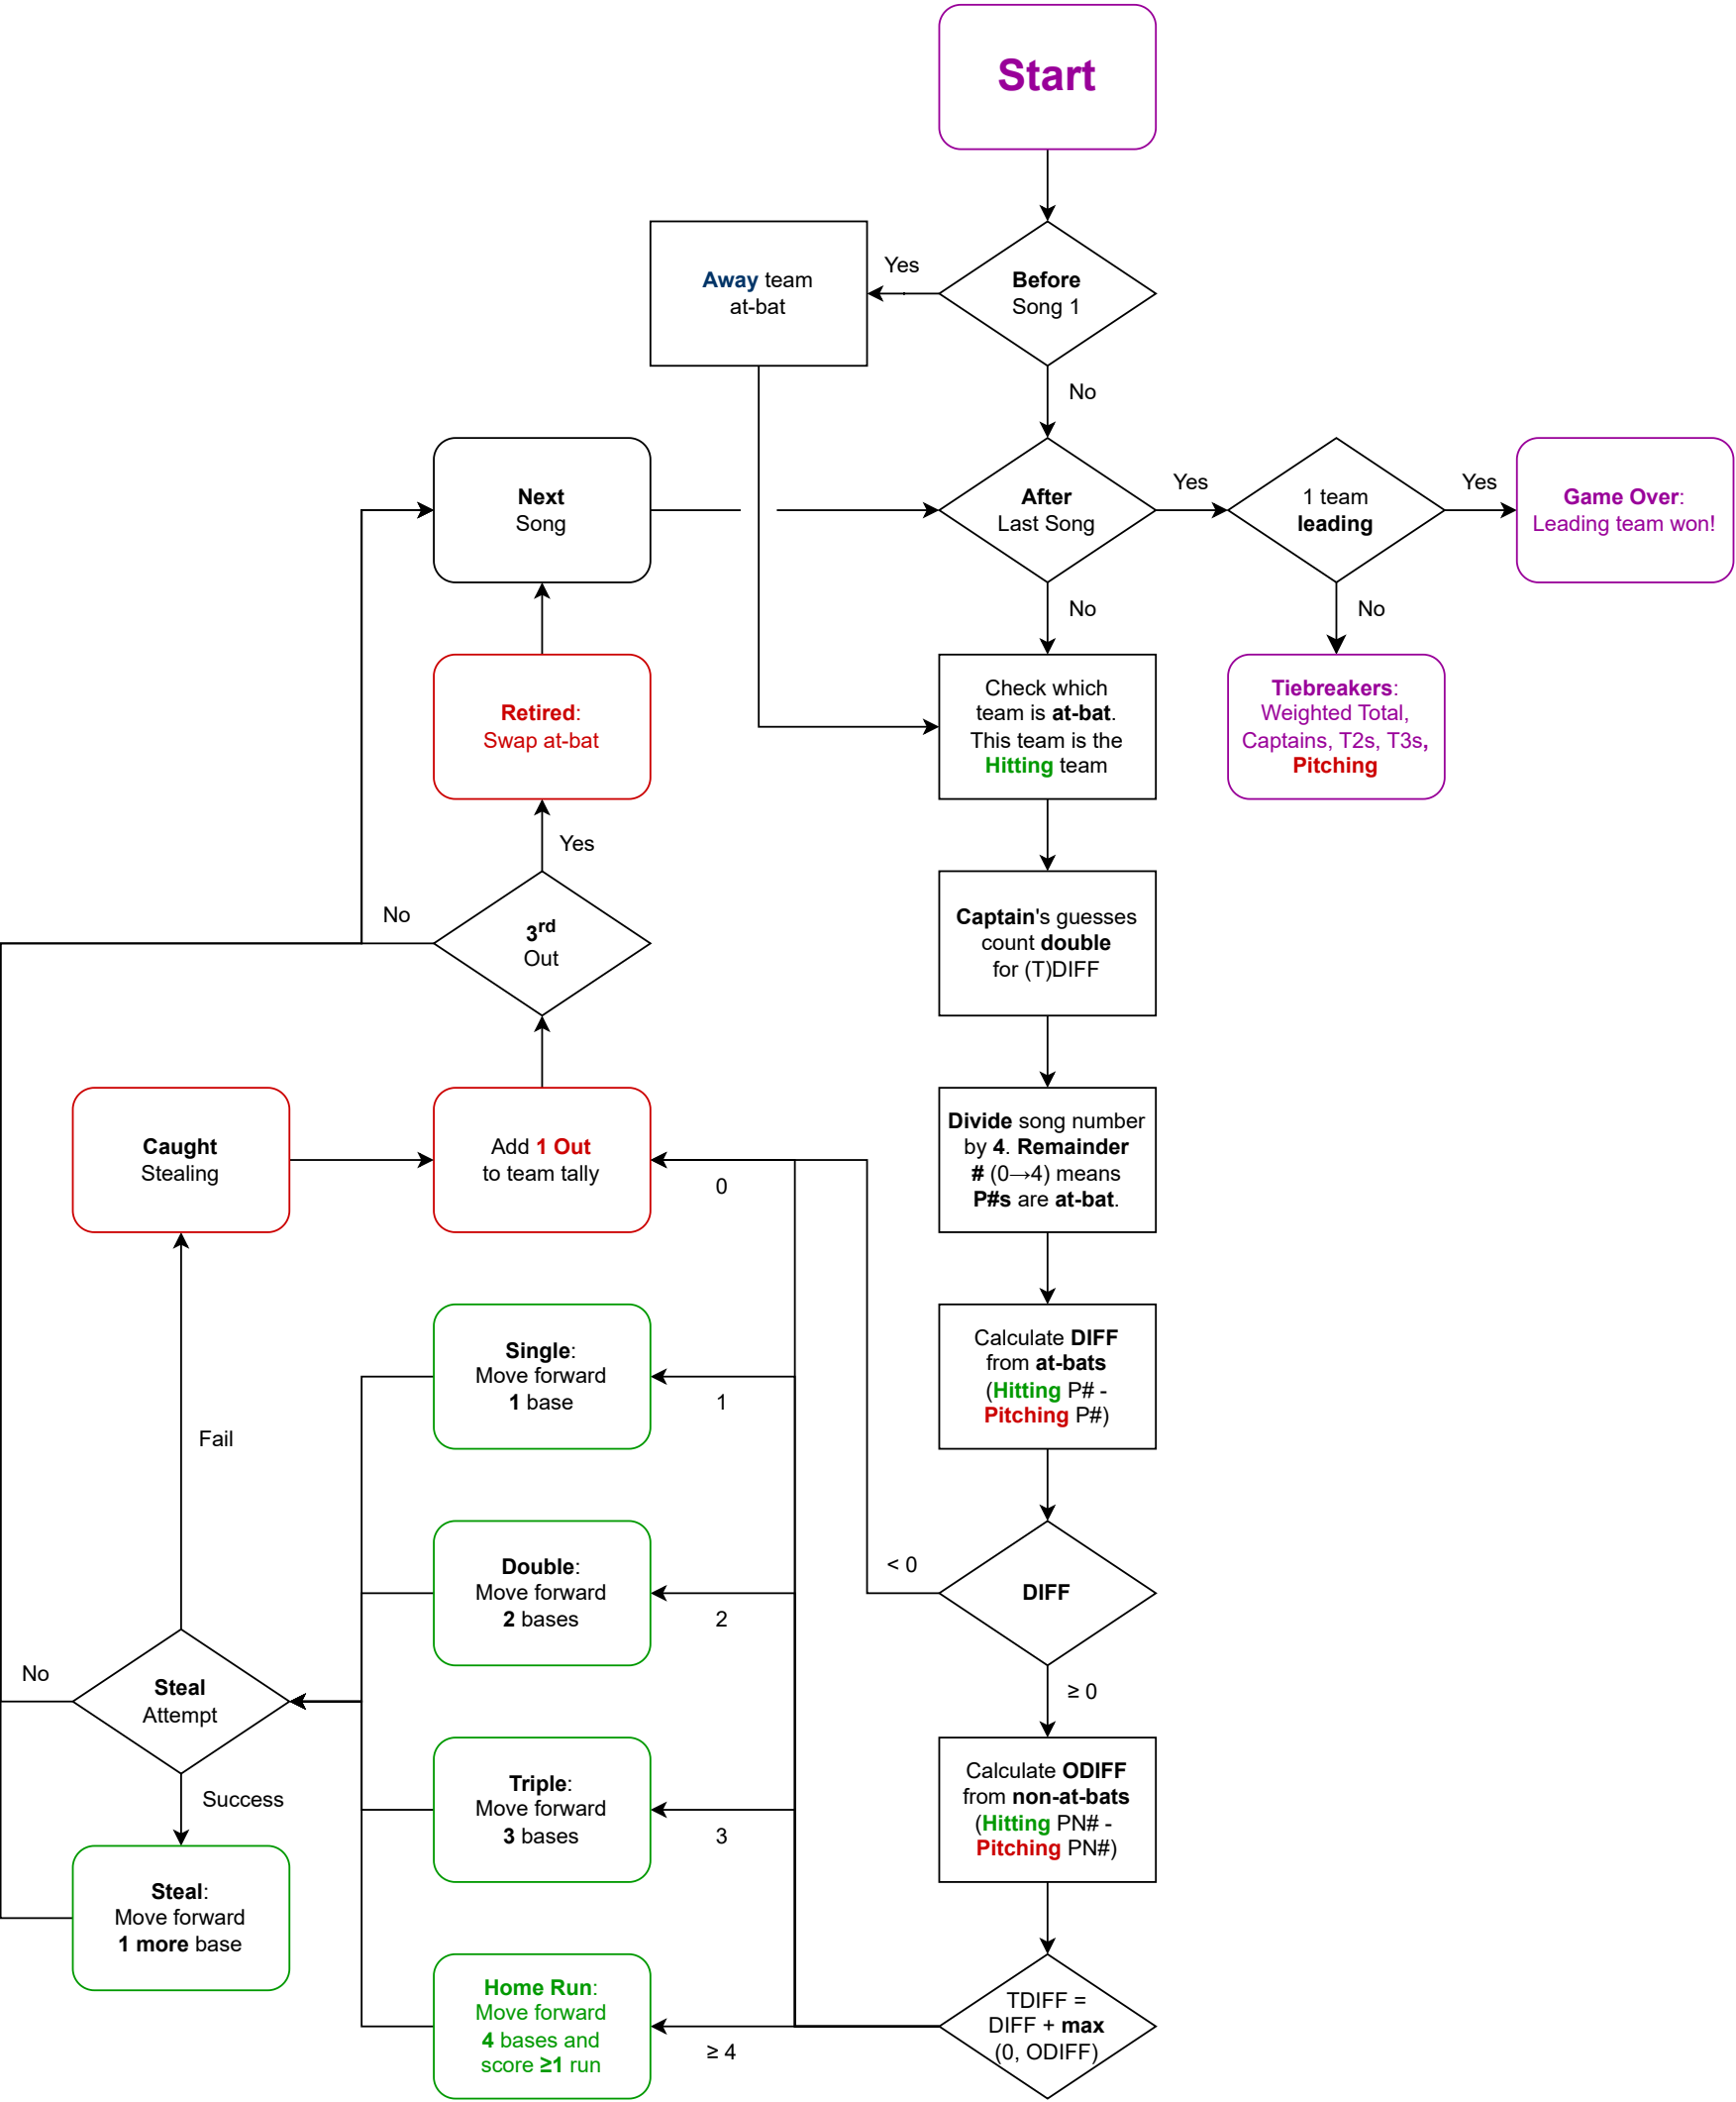 Start
Before
Song 1
Yes
Away team
at-bat
No
Next
Song
After
Last Song
Yes
1 team
leading
Yes
Game Over:
Leading team won!
No
No
Retired:
Swap at-bat
Check which
team is at-bat.
This team is the
Hitting team
Tiebreakers:
Weighted Total,
Captains, T2s, T3s,
Pitching
Yes
No
3rd
Out
Captain's guesses
count double
for (T)DIFF
Caught
Stealing
Add 1 Out
to team tally
0
Divide song number
by 4. Remainder
# (0→4) means
P#s are at-bat.
Single:
Move forward
1 base
1
Calculate DIFF
from at-bats
(Hitting P# -
Pitching P#)
Fail
Double:
Move forward
2 bases
2
< 0
DIFF
≥ 0
No
Steal
Attempt
Success
Triple:
Move forward
3 bases
3
Calculate ODIFF
from non-at-bats
(Hitting PN# -
Pitching PN#)
Steal:
Move forward
1 more base
Home Run:
Move forward
4 bases and
score ≥1 run
≥ 4
TDIFF =
DIFF + max
(0, ODIFF)